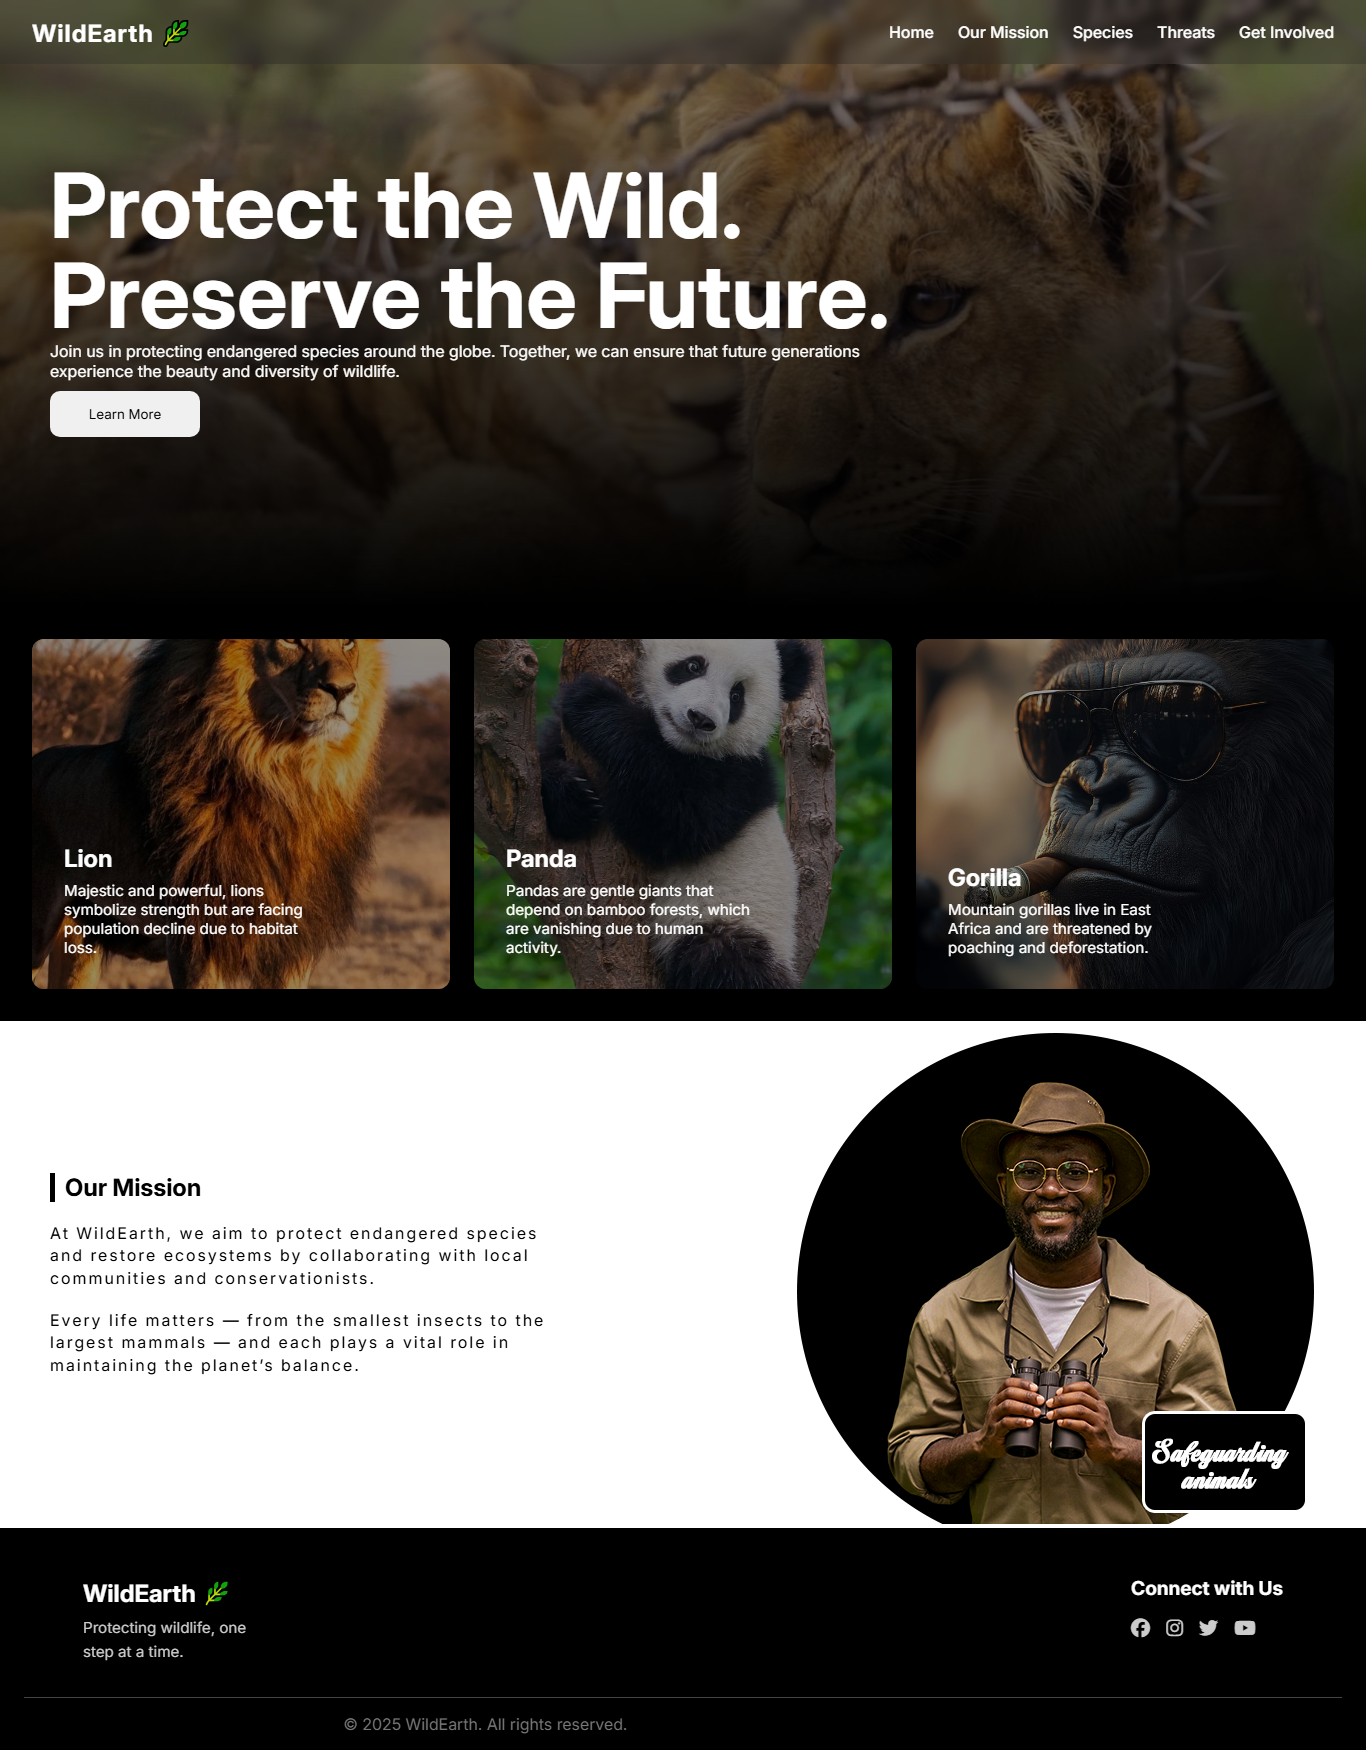 WildEarth
Home Our Mission Species Threats Get Involved
Protect the Wild.
Preserve the Future.
Join us in protecting endangered species around the globe. Together, we can ensure that future generations
experience the beauty and diversity of wildlife.
Learn More
Lion
Majestic and powerful, lions
symbolize strength but are facing
population decline due to habitat
loss.
Panda
Pandas are gentle giants that
depend on bamboo forests, which
are vanishing due to human
activity.
Gorilla
Mountain gorillas live in East
Africa and are threatened by
poaching and deforestation.
Our Mission
At WildEarth, we aim to protect endangered species
and restore ecosystems by collaborating with local
communities and conservationists.
Every life matters — from the smallest insects to the
largest mammals — and each plays a vital role in
maintaining the planet’s balance.
Safeguarding
animals
WildEarth
Protecting wildlife, one
step at a time.
Connect with Us
© 2025 WildEarth. All rights reserved.